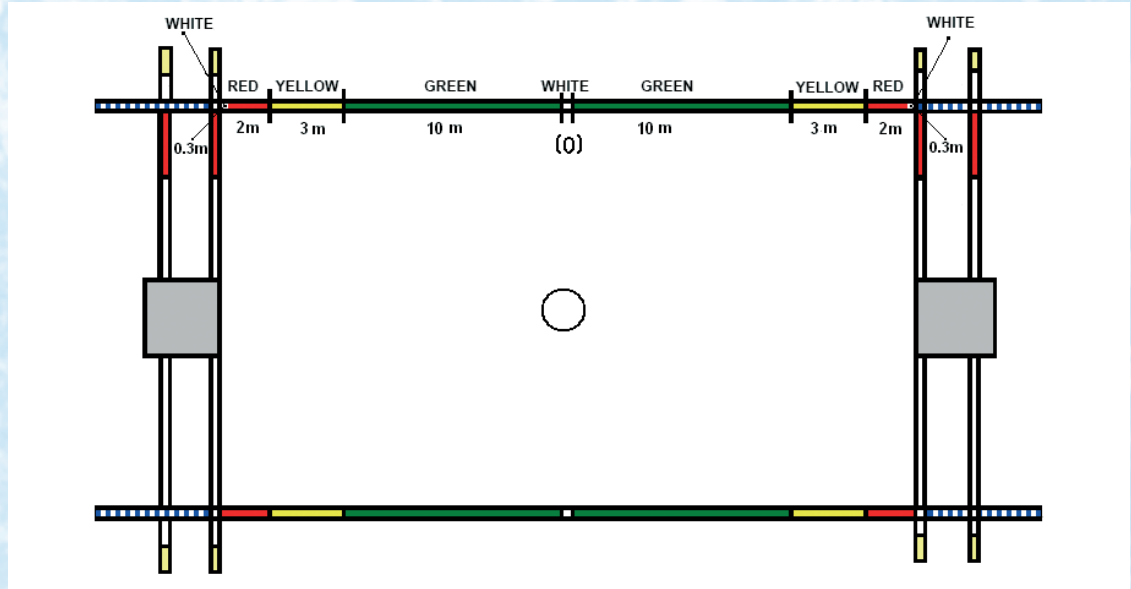 WHITE WHITE
RED YELLOW GREEN WHITE GREEN YELLOW RED
2m 3 m 10 m 10 m 3 m 2m
0.3m (0) 0.3m